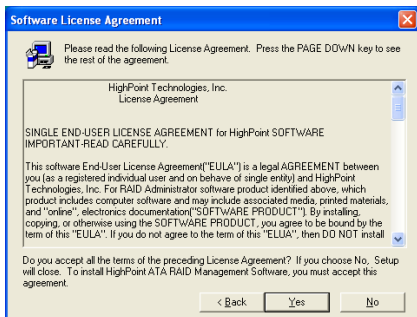 Software License Agreement
Please read the following License Agreement. Press the PAGE DOWN key to see
the rest of the agreement.
HighPoint Technologies, Inc.
License Agreement
SINGLE END-USER LICENSE AGREEMENT for HighPoint SOFTWARE
IMPORTANT-READ CAREFULLY.
This software End-User License Agreement("EULA") is a legal AGREEMENT between
you (as a registered individual user and on behave of single entity) and HighPoint
Technologies, Inc. For RAID Administrator software product identified above, which
product includes computer software and may include associated media, printed materials,
and "online", electronics documentation("SOFTWARE PRODUCT"). By installing,
copying, or otherwise using the SOFTWARE PRODUCT, you agree to be bound by the
term of this "EULA". If you do not agree to the term of this "ELUA", then DO NOT install
Do you accept all the terms of the preceding License Agreement? If you choose No, Setup
will close. To install HighPoint ATA RAID Management Software, you must accept this
agreement.
< Back Yes No